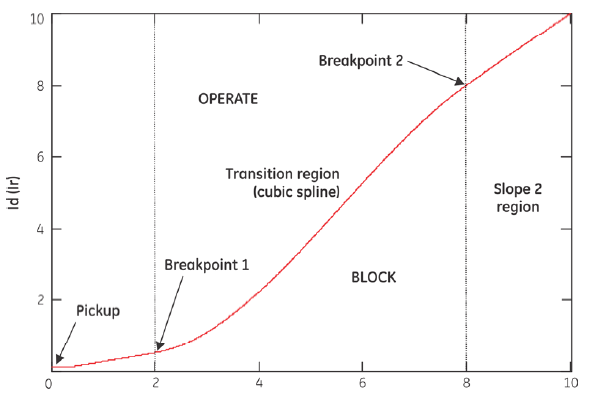 10
8
6
4
2
Id (Ir)
Breakpoint 2
OPERATE
Transition region
(cubic spline)
Slope 2
region
Breakpoint 1
BLOCK
Pickup
0
2
4
6
8
10